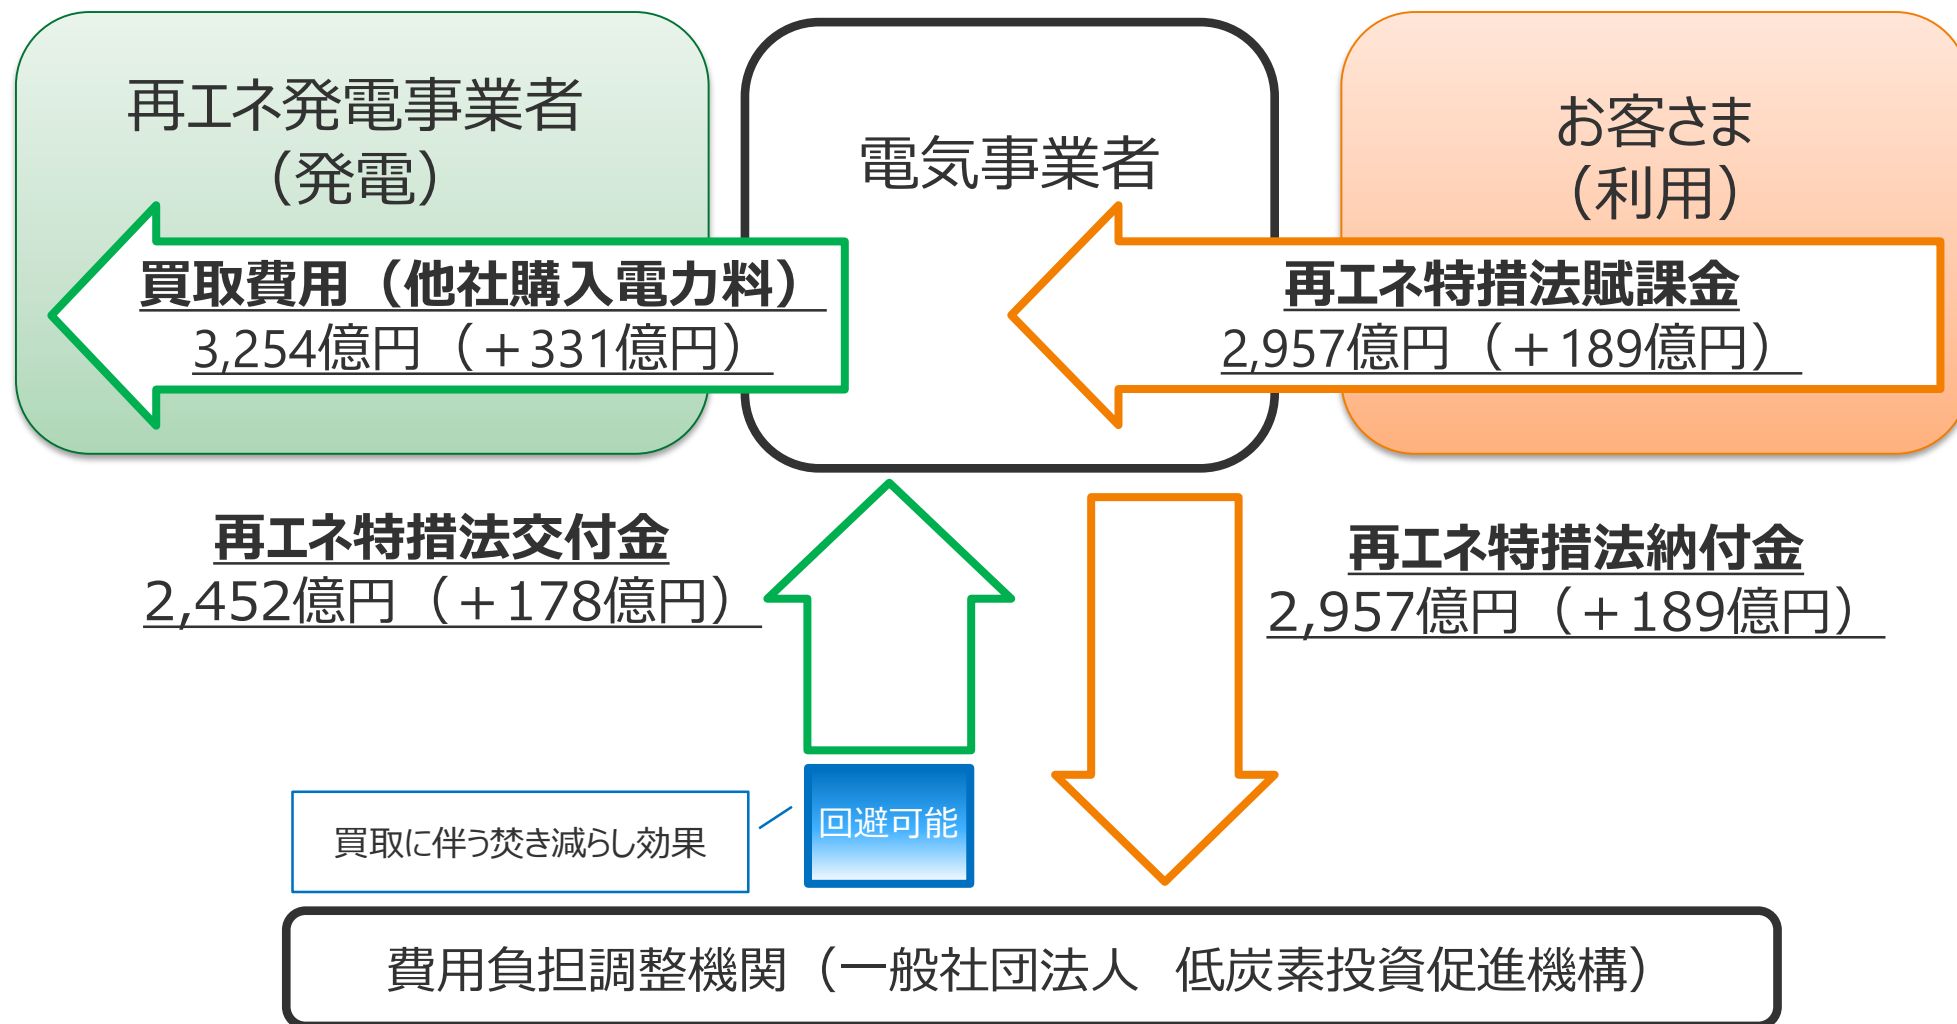 再エネ発電事業者
（発電）
電気事業者
お客さま
（利用）
買取費用（他社購入電力料）
3,254億円（＋331億円）
再エネ特措法賦課金
2,957億円（＋189億円）
再エネ特措法交付金
2,452億円（＋178億円）
再エネ特措法納付金
2,957億円（＋189億円）
回避可能
買取に伴う焚き減らし効果
費用負担調整機関（一般社団法人　低炭素投資促進機構）